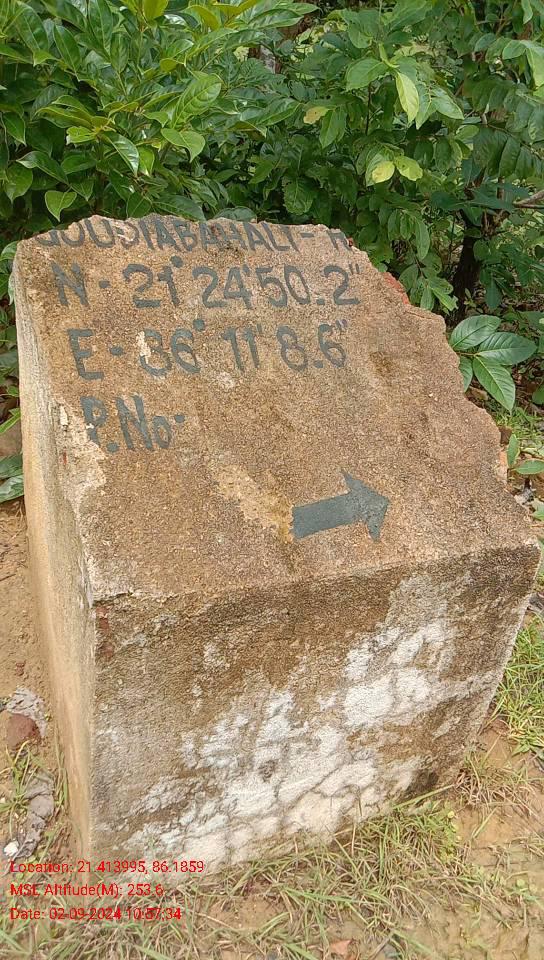 N - 21° 24' 50.2"
E - 86° 11' 8.6"
P.No-
Location: 21.413995, 86.1859
MSL Altitude(M): 253.6
Date: 02-09-2024 10:57:34